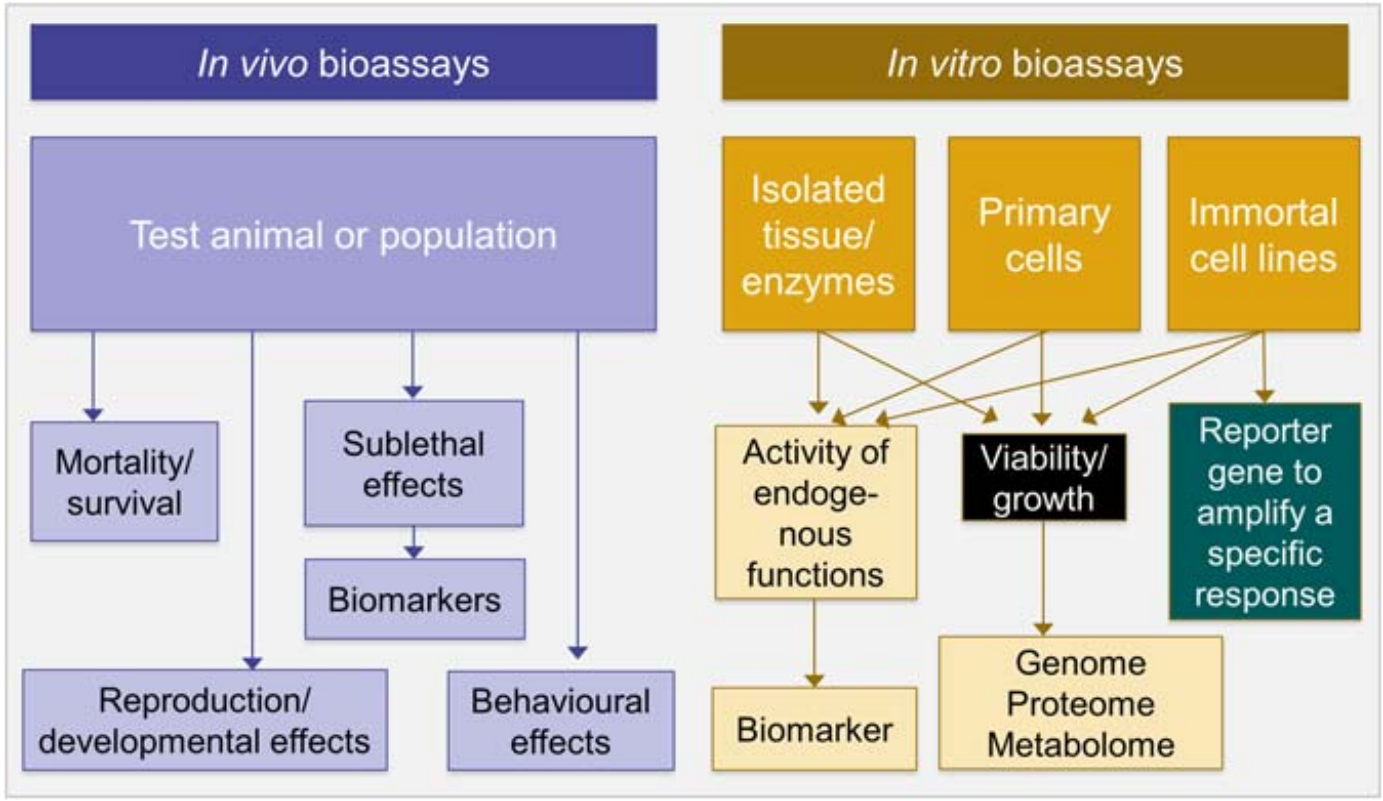 In vivo bioassays
In vitro bioassays
Test animal or population
Isolated
tissue/
enzymes
Primary
cells
Immortal
cell lines
Mortality/
survival
Sublethal
effects
Biomarkers
Reproduction/
developmental effects
Behavioural
effects
Activity of
endoge-
nous
functions
Biomarker
Viability/
growth
Genome
Proteome
Metabolome
Reporter
gene to
amplify a
specific
response